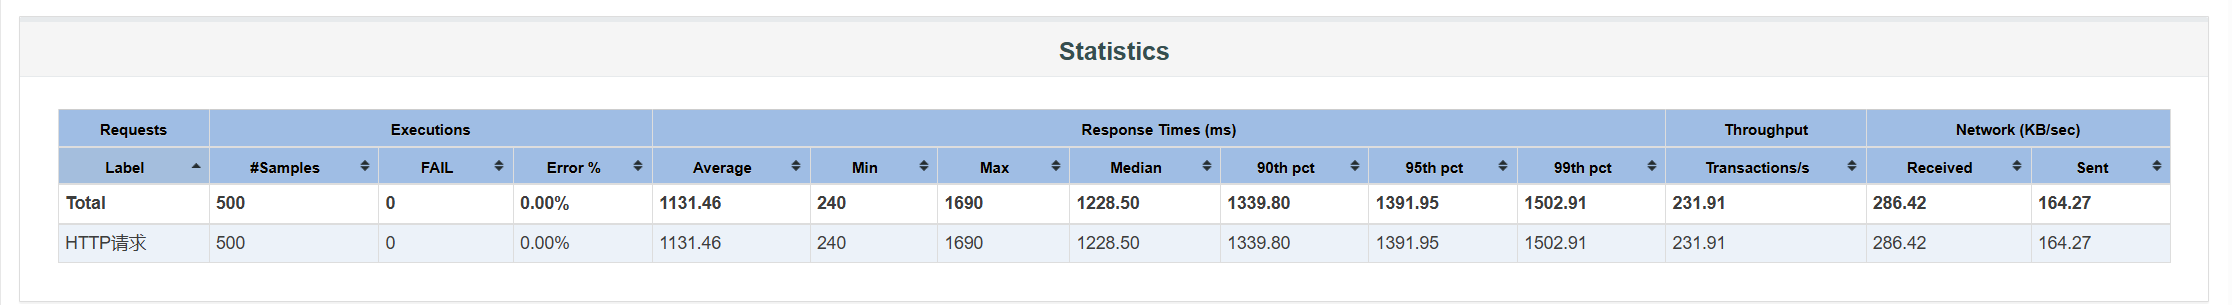 Statistics
Requests Executions Response Times (ms) Throughput Network (KB/sec)
Label #Samples FAIL Error % Average Min Max Median 90th pct 95th pct 99th pct Transactions/s Received Sent
Total 500 0 0.00% 1131.46 240 1690 1228.50 1339.80 1391.95 1502.91 231.91 286.42 164.27
HTTP请求 500 0 0.00% 1131.46 240 1690 1228.50 1339.80 1391.95 1502.91 231.91 286.42 164.27